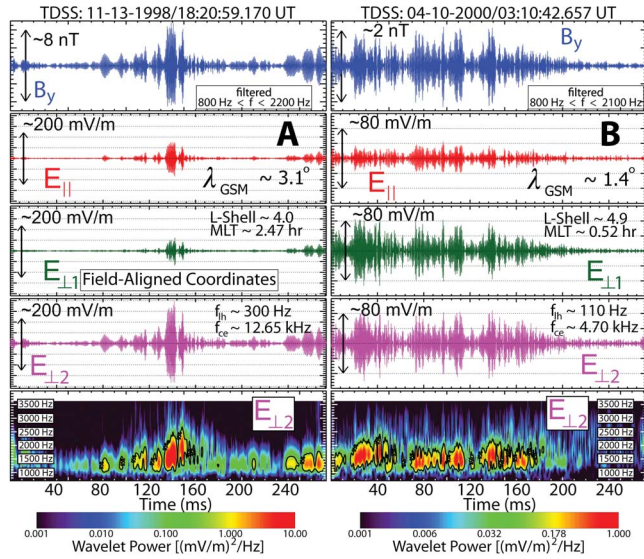 TDSS: 11-13-1998/18:20:59.170 UT
~8 nT
By
filtered
800 Hz < f < 2200 Hz
~200 mV/m
A
E||
λGSM ~ 3.1°
~200 mV/m
L-Shell ~ 4.0
MLT ~ 2.47 hr
E⊥1
Field-Aligned Coordinates
~200 mV/m
flh ~ 300 Hz
fce ~ 12.65 kHz
E⊥2
3500 Hz
3000 Hz
2500 Hz
2000 Hz
1500 Hz
1000 Hz
E⊥2
40 80 120 160 200 240
Time (ms)
0.001 0.010 0.100 1.000 10.00
Wavelet Power [(mV/m)²/Hz]
TDSS: 04-10-2000/03:10:42.657 UT
~2 nT
By
filtered
800 Hz < f < 2100 Hz
~80 mV/m
B
E||
λGSM ~ 1.4°
~80 mV/m
L-Shell ~ 4.9
MLT ~ 0.52 hr
E⊥1
~80 mV/m
flh ~ 110 Hz
fce ~ 4.70 kHz
E⊥2
E⊥2
3500 Hz
3000 Hz
2500 Hz
2000 Hz
1500 Hz
1000 Hz
40 80 120 160 200 260
Time (ms)
0.001 0.006 0.032 0.178 1.000
Wavelet Power [(mV/m)²/Hz]